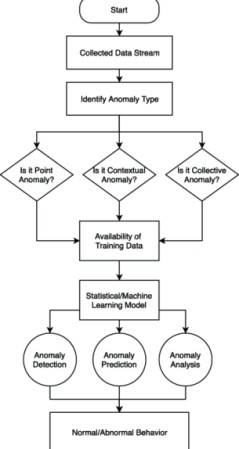 Start
Collected Data Stream
Identify Anomaly Type
Is it Point
Anomaly?
Is it Contextual
Anomaly?
Is it Collective
Anomaly?
Availability of
Training Data
Statistical/Machine
Learning Model
Anomaly
Detection
Anomaly
Prediction
Anomaly
Analysis
Normal/Abnormal Behavior